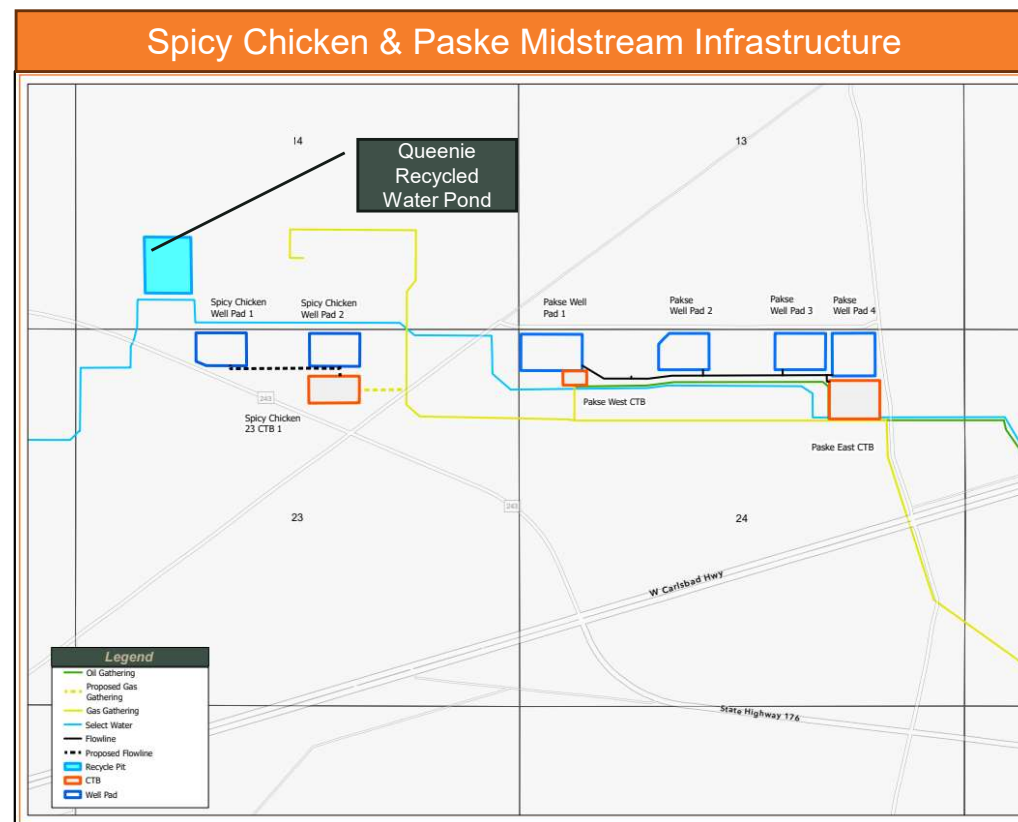 Spicy Chicken & Paske Midstream Infrastructure
14
13
Queenie
Recycled
Water Pond
Spicy Chicken
Well Pad 1
Spicy Chicken
Well Pad 2
Pakse Well
Pad 1
Pakse
Well Pad 2
Pakse
Well Pad 3
Pakse
Well Pad 4
243
Spicy Chicken
23 CTB 1
Pakse West CTB
Paske East CTB
243
23
24
W Carlsbad Hwy
State Highway 176
Legend
Oil Gathering
Proposed Gas
Gathering
Gas Gathering
Select Water
Flowline
Proposed Flowline
Recycle Pit
CTB
Well Pad